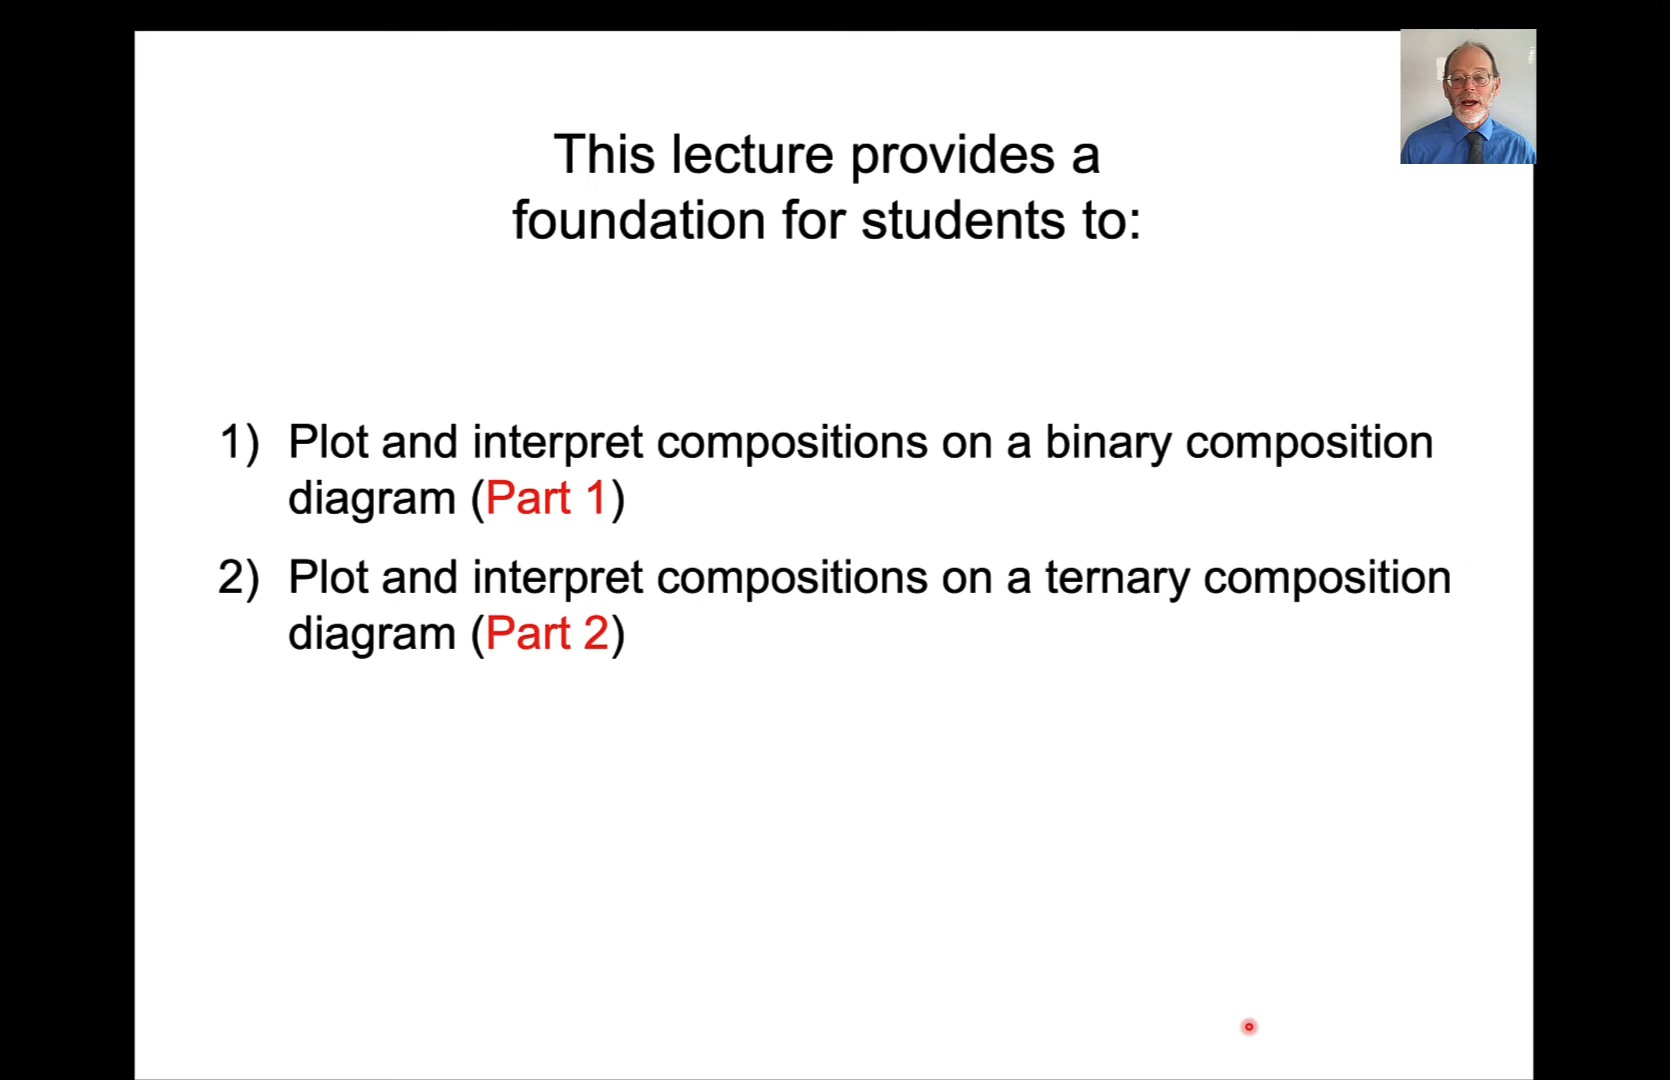 This lecture provides a
foundation for students to:
1) Plot and interpret compositions on a binary composition
diagram (Part 1)
2) Plot and interpret compositions on a ternary composition
diagram (Part 2)